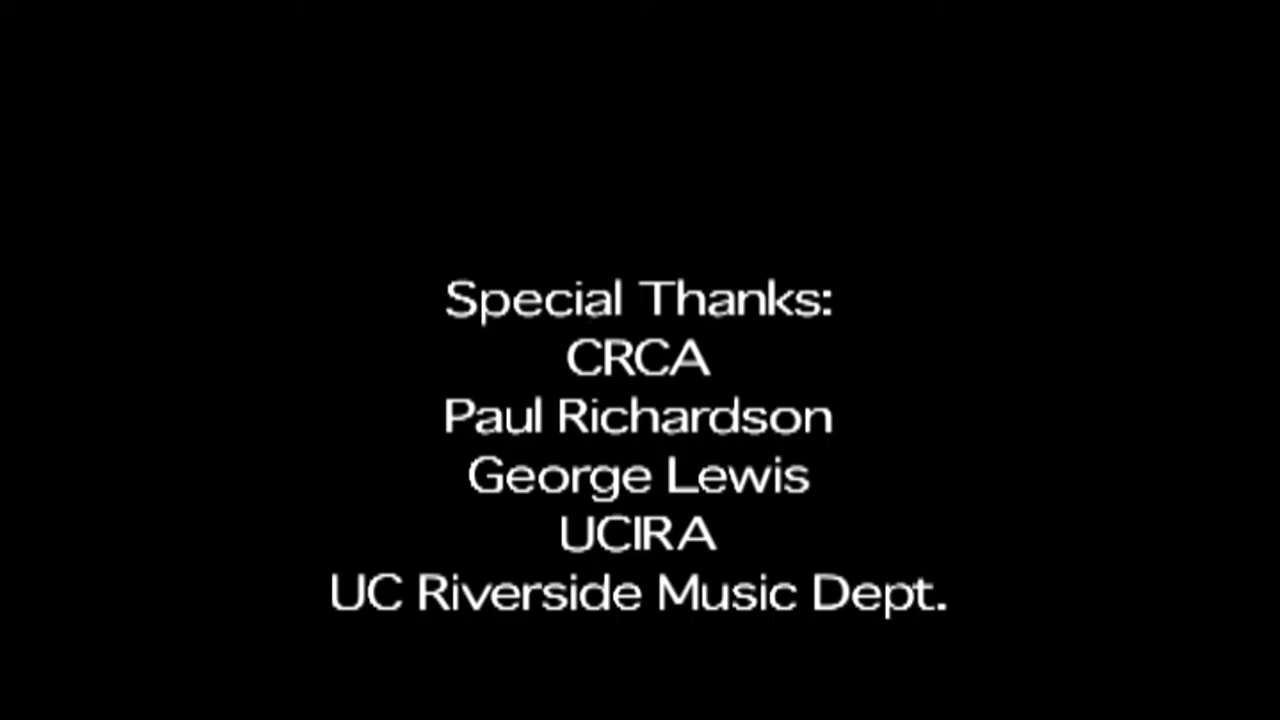 Special Thanks:
CRCA
Paul Richardson
George Lewis
UCIRA
UC Riverside Music Dept.